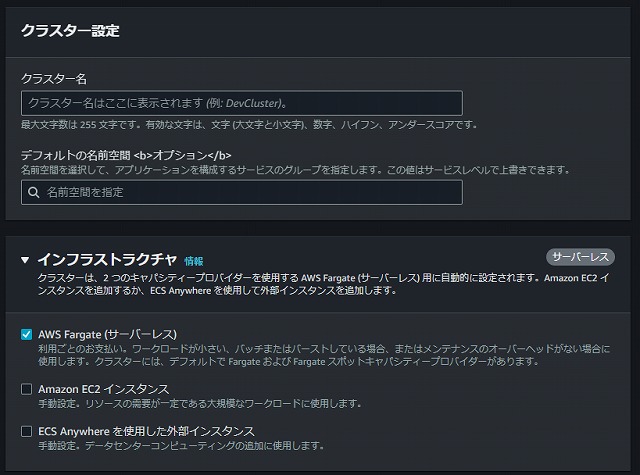 クラスター設定
クラスター名
クラスター名はここに表示されます (例: DevCluster)。
最大文字数は 255 文字です。有効な文字は、文字 (大文字と小文字)、数字、ハイフン、アンダースコアです。
デフォルトの名前空間 <b>オプション</b>
名前空間を選択して、アプリケーションを構成するサービスのグループを指定します。この値はサービスレベルで上書きできます。
名前空間を指定
インフラストラクチャ 情報
サーバーレス
クラスターは、2 つのキャパシティープロバイダーを使用する AWS Fargate (サーバーレス) 用に自動的に設定されます。Amazon EC2 イ
ンスタンスを追加するか、ECS Anywhere を使用して外部インスタンスを追加します。
AWS Fargate (サーバーレス)
利用ごとのお支払い。ワークロードが小さい、バッチまたはバーストしている場合、またはメンテナンスのオーバーヘッドがない場合に
使用します。クラスターには、デフォルトで Fargate および Fargate スポットキャパシティープロバイダーがあります。
Amazon EC2 インスタンス
手動設定。リソースの需要が一定である大規模なワークロードに使用します。
ECS Anywhere を使用した外部インスタンス
手動設定。データセンターコンピューティングの追加に使用します。